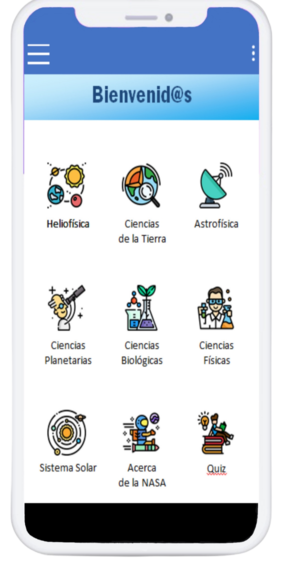 Bienvenid@s
Heliofísica
Ciencias
de la Tierra
Astrofísica
Ciencias
Planetarias
Ciencias
Biológicas
Ciencias
Físicas
Sistema Solar
Acerca
de la NASA
Quiz